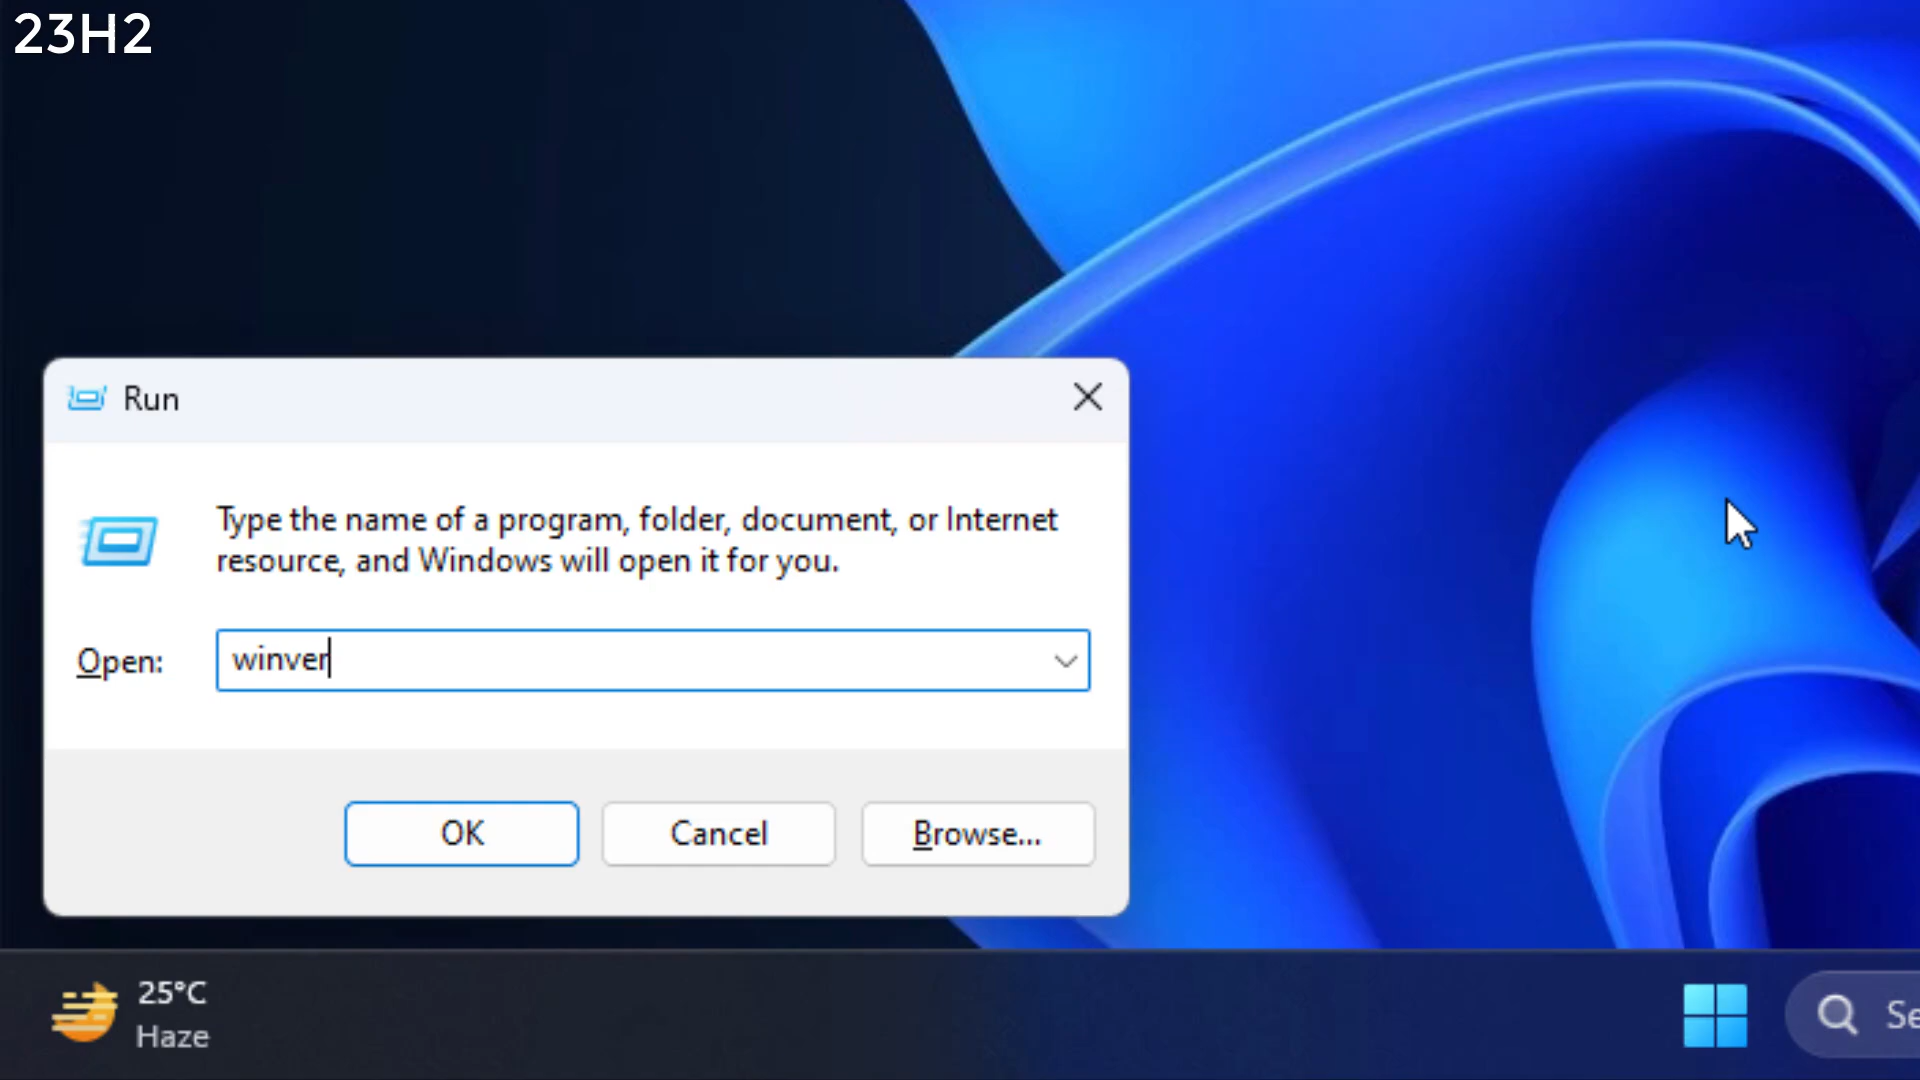 23H2
Run
Type the name of a program, folder, document, or Internet
resource, and Windows will open it for you.
Open:
winver
OK
Cancel
Browse...
25°C
Haze
Se